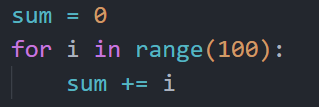 sum = 0
for i in range(100):
    sum += i